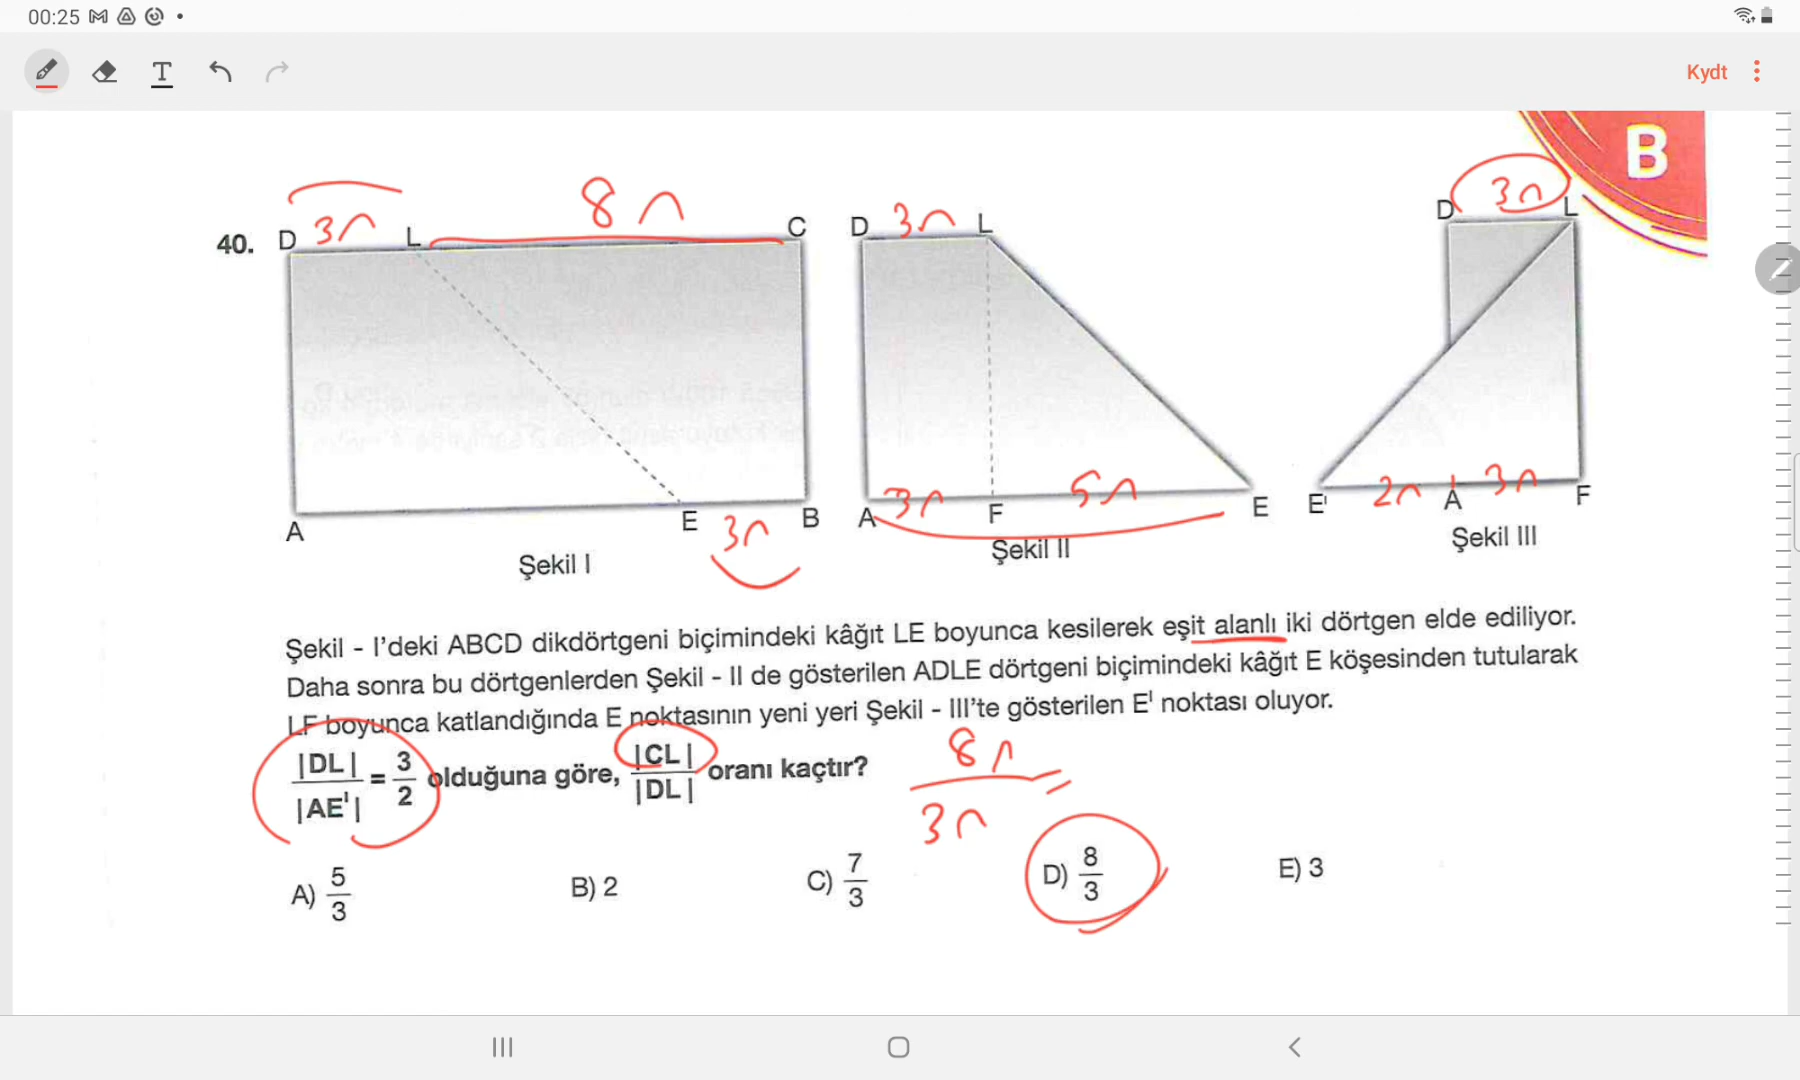 00:25
T
Kydt
B
40.
D 3n L 8n C
A E 3n B
Şekil I
D 3n L
A 3n F 5n E
Şekil II
D 3n L
E' 2n A 3n F
Şekil III
Şekil - I'deki ABCD dikdörtgeni biçimindeki kâğıt LE boyunca kesilerek eşit alanlı iki dörtgen elde ediliyor.
Daha sonra bu dörtgenlerden Şekil - II de gösterilen ADLE dörtgeni biçimindeki kâğıt E köşesinden tutularak
LF boyunca katlandığında E noktasının yeni yeri Şekil - III'te gösterilen E' noktası oluyor.
|DL| / |AE'| = 3/2 olduğuna göre, |CL| / |DL| oranı kaçtır?
8n / 3n =
A) 5/3 B) 2 C) 7/3 D) 8/3 E) 3